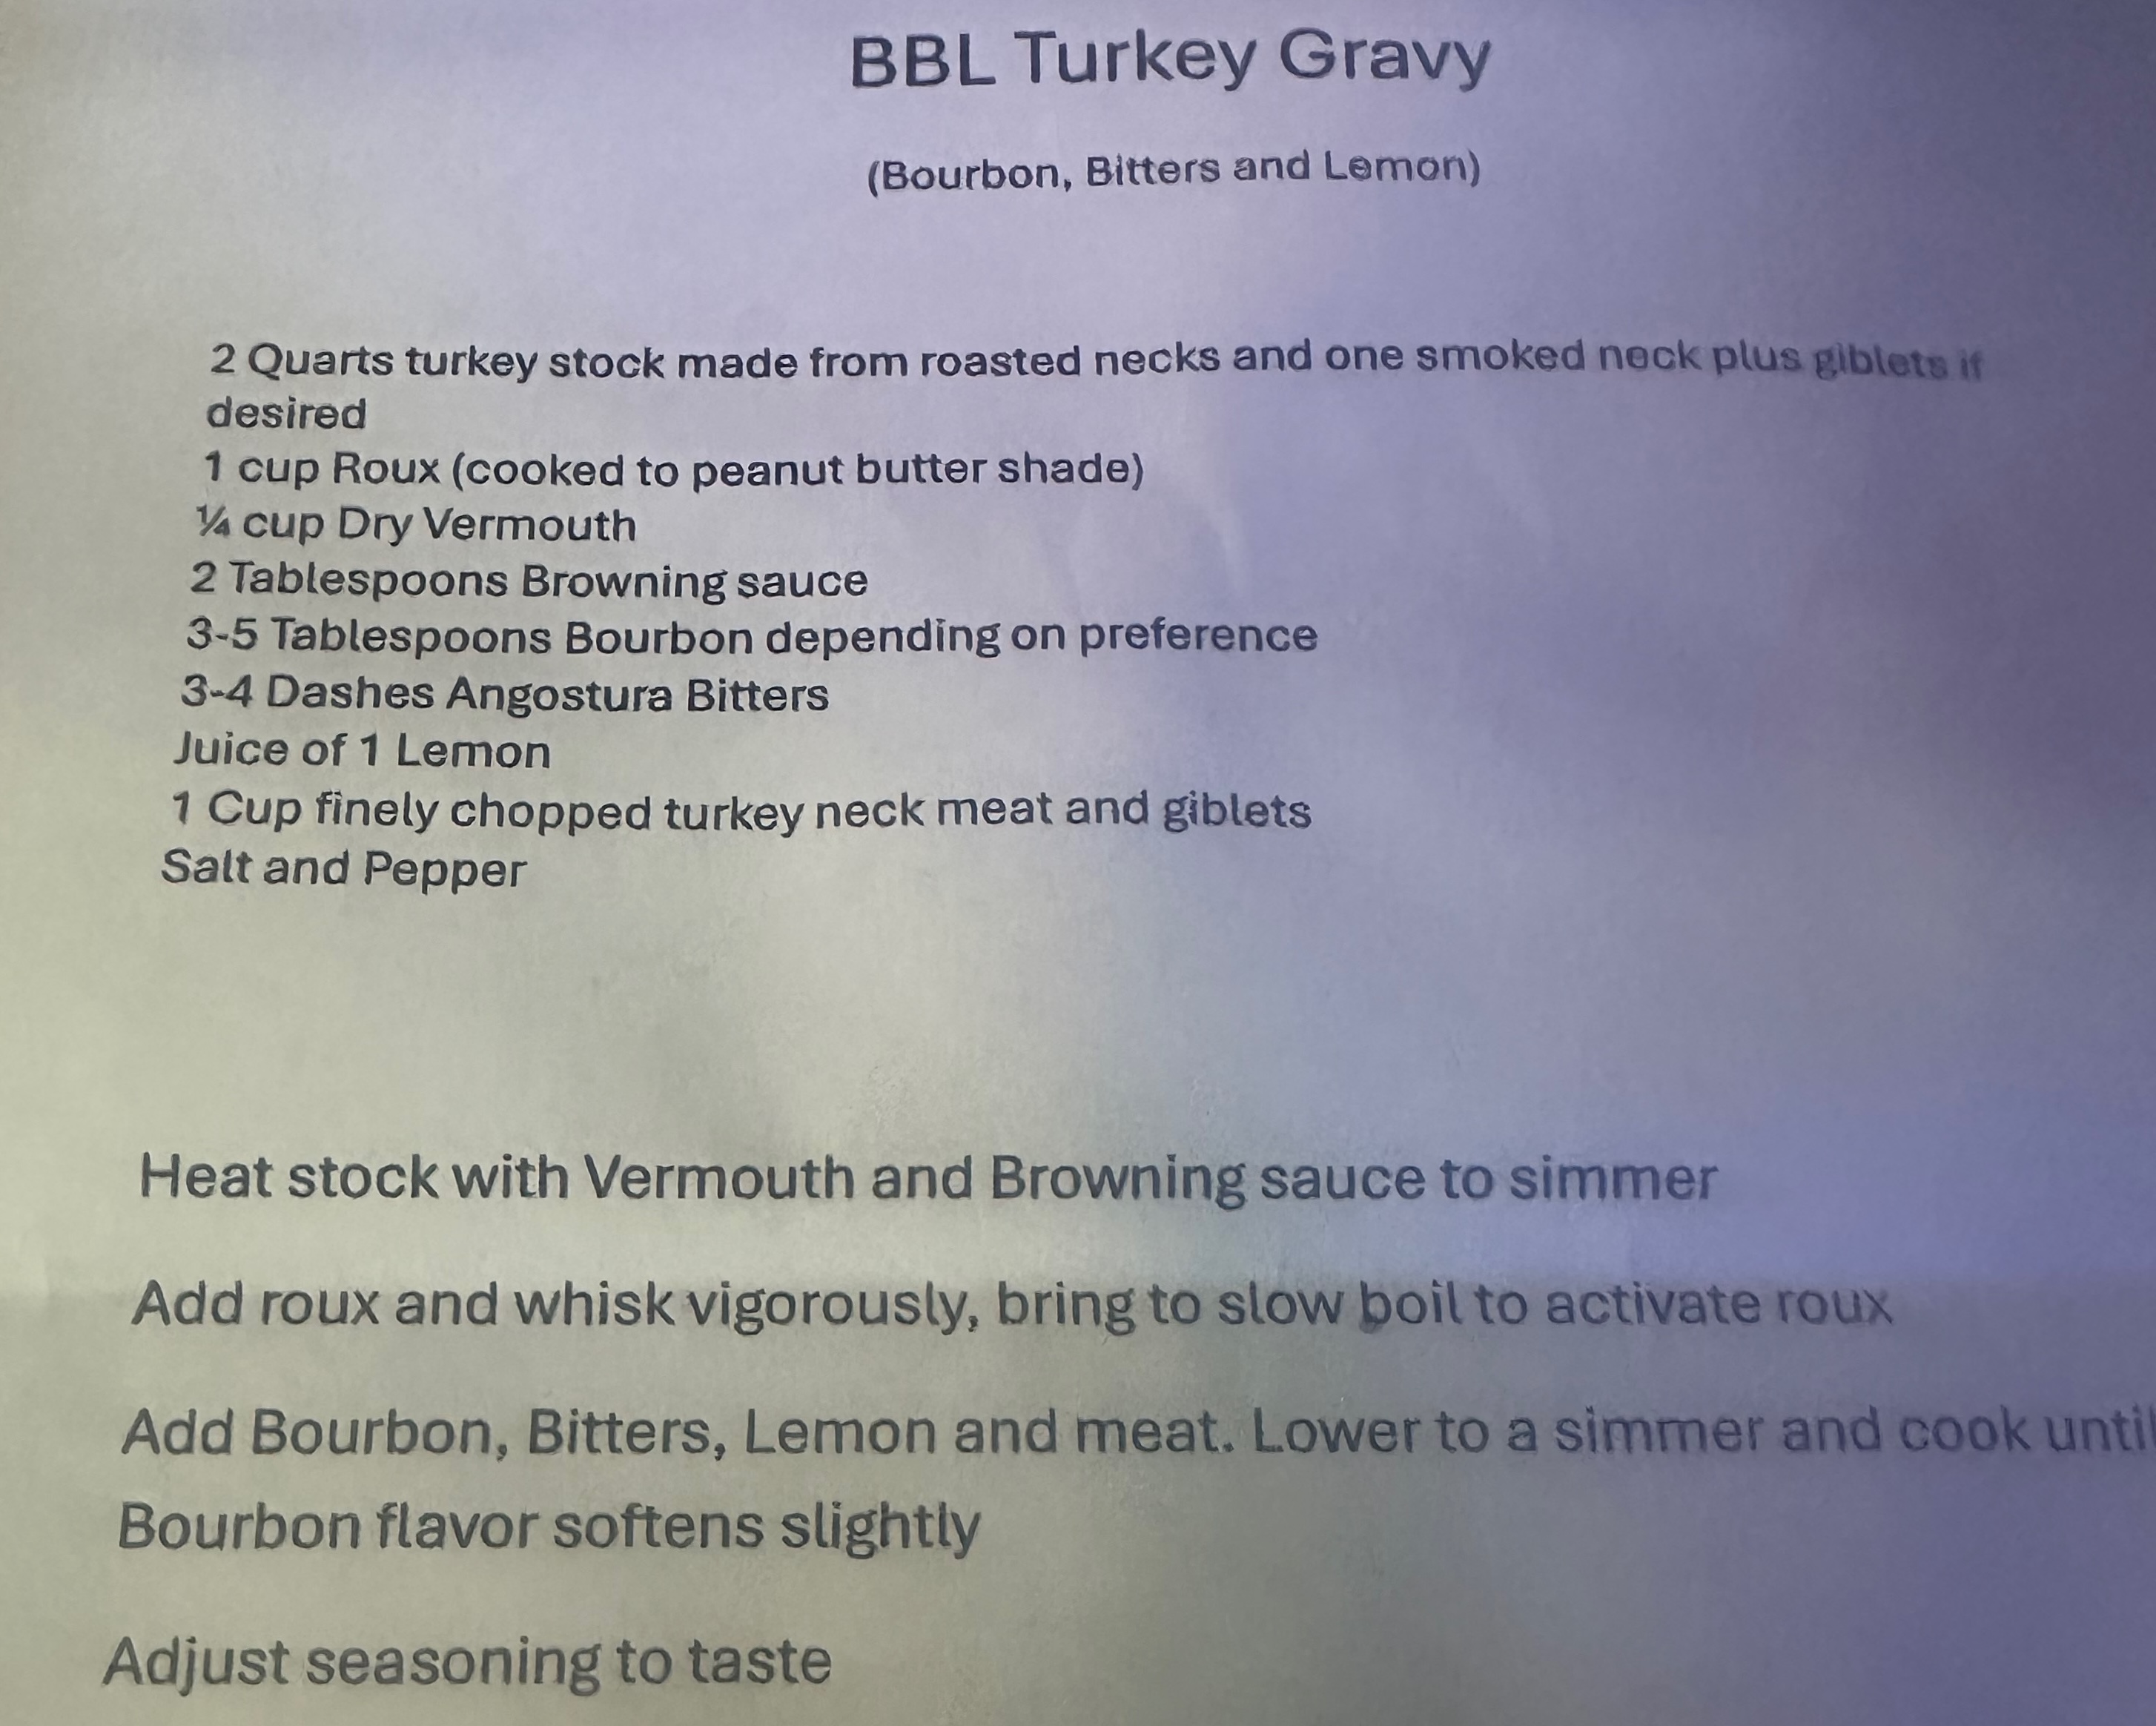 BBL Turkey Gravy
(Bourbon, Bitters and Lemon)
2 Quarts turkey stock made from roasted necks and one smoked neck plus giblets if
desired
1 cup Roux (cooked to peanut butter shade)
¼ cup Dry Vermouth
2 Tablespoons Browning sauce
3-5 Tablespoons Bourbon depending on preference
3-4 Dashes Angostura Bitters
Juice of 1 Lemon
1 Cup finely chopped turkey neck meat and giblets
Salt and Pepper
Heat stock with Vermouth and Browning sauce to simmer
Add roux and whisk vigorously, bring to slow boil to activate roux
Add Bourbon, Bitters, Lemon and meat. Lower to a simmer and cook until
Bourbon flavor softens slightly
Adjust seasoning to taste